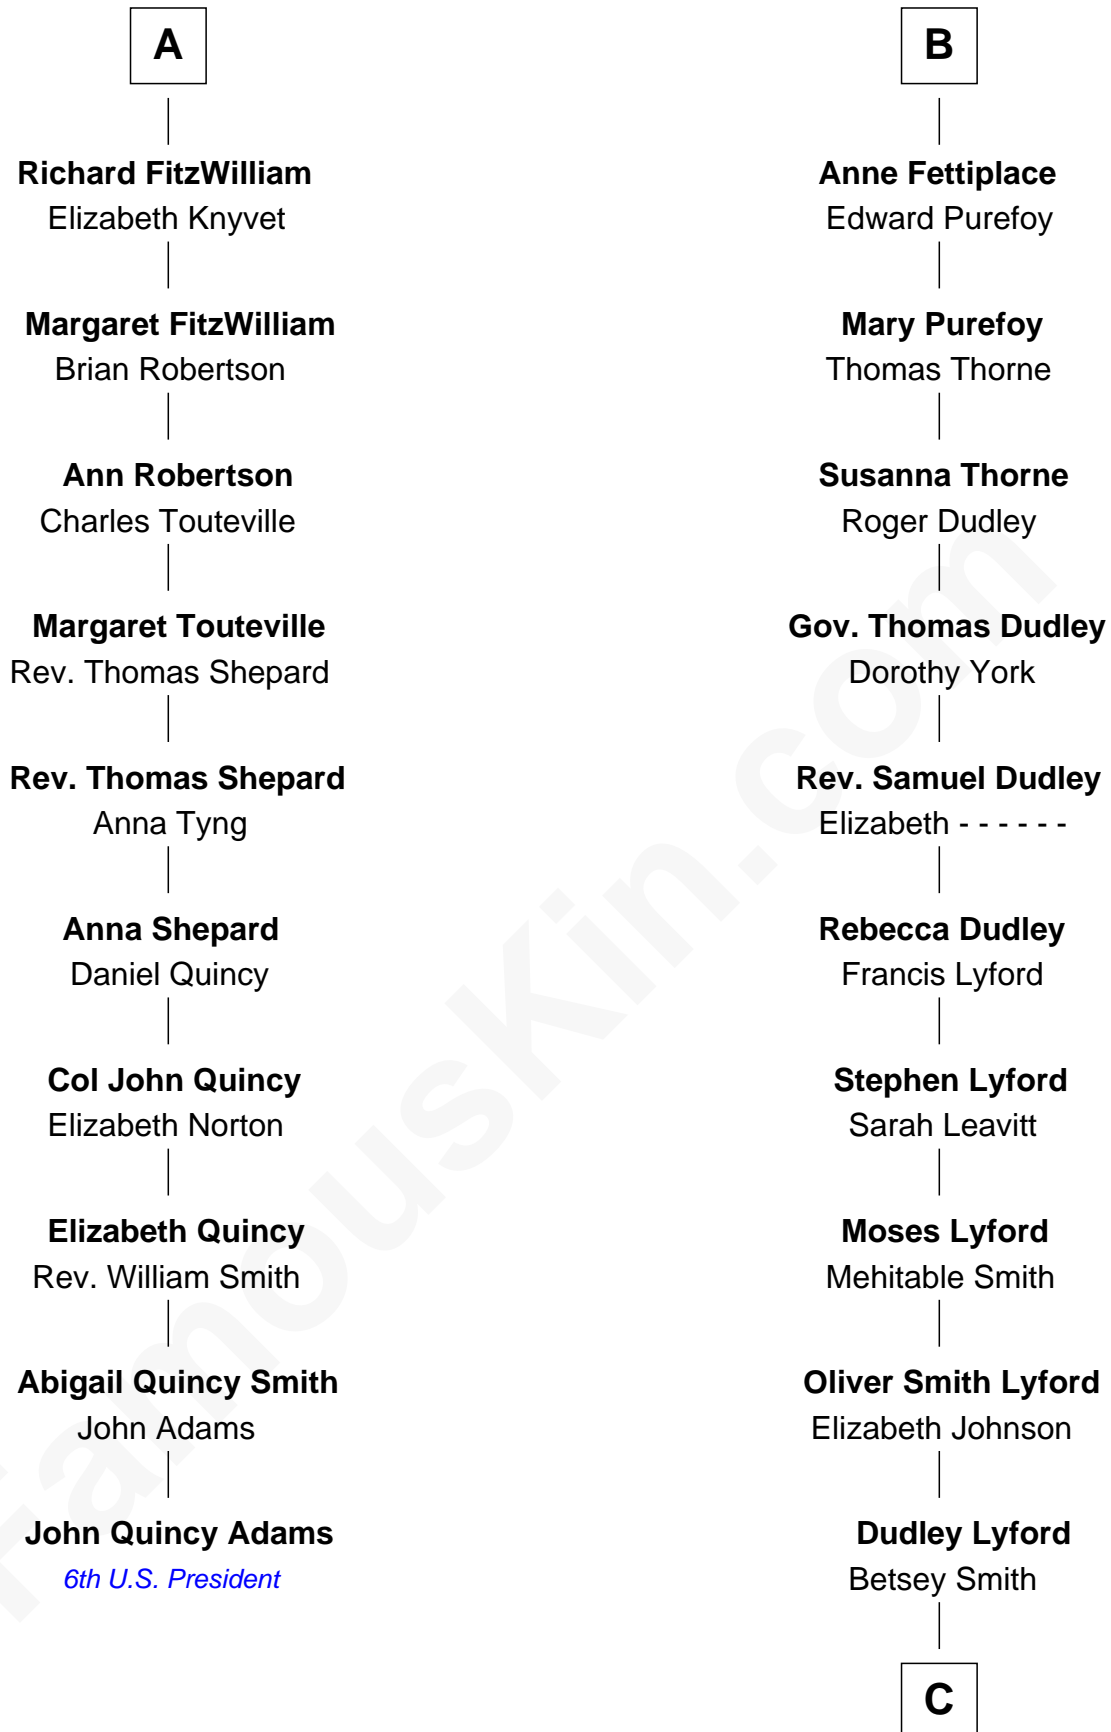 A
Richard FitzWilliam
Elizabeth Knyvet
Margaret FitzWilliam
Brian Robertson
Ann Robertson
Charles Touteville
Margaret Touteville
Rev. Thomas Shepard
Rev. Thomas Shepard
Anna Tyng
Anna Shepard
Daniel Quincy
Col John Quincy
Elizabeth Norton
Elizabeth Quincy
Rev. William Smith
Abigail Quincy Smith
John Adams
John Quincy Adams
6th U.S. President
B
Anne Fettiplace
Edward Purefoy
Mary Purefoy
Thomas Thorne
Susanna Thorne
Roger Dudley
Gov. Thomas Dudley
Dorothy York
Rev. Samuel Dudley
Elizabeth - - - - - -
Rebecca Dudley
Francis Lyford
Stephen Lyford
Sarah Leavitt
Moses Lyford
Mehitable Smith
Oliver Smith Lyford
Elizabeth Johnson
Dudley Lyford
Betsey Smith
C
FamousKin.com